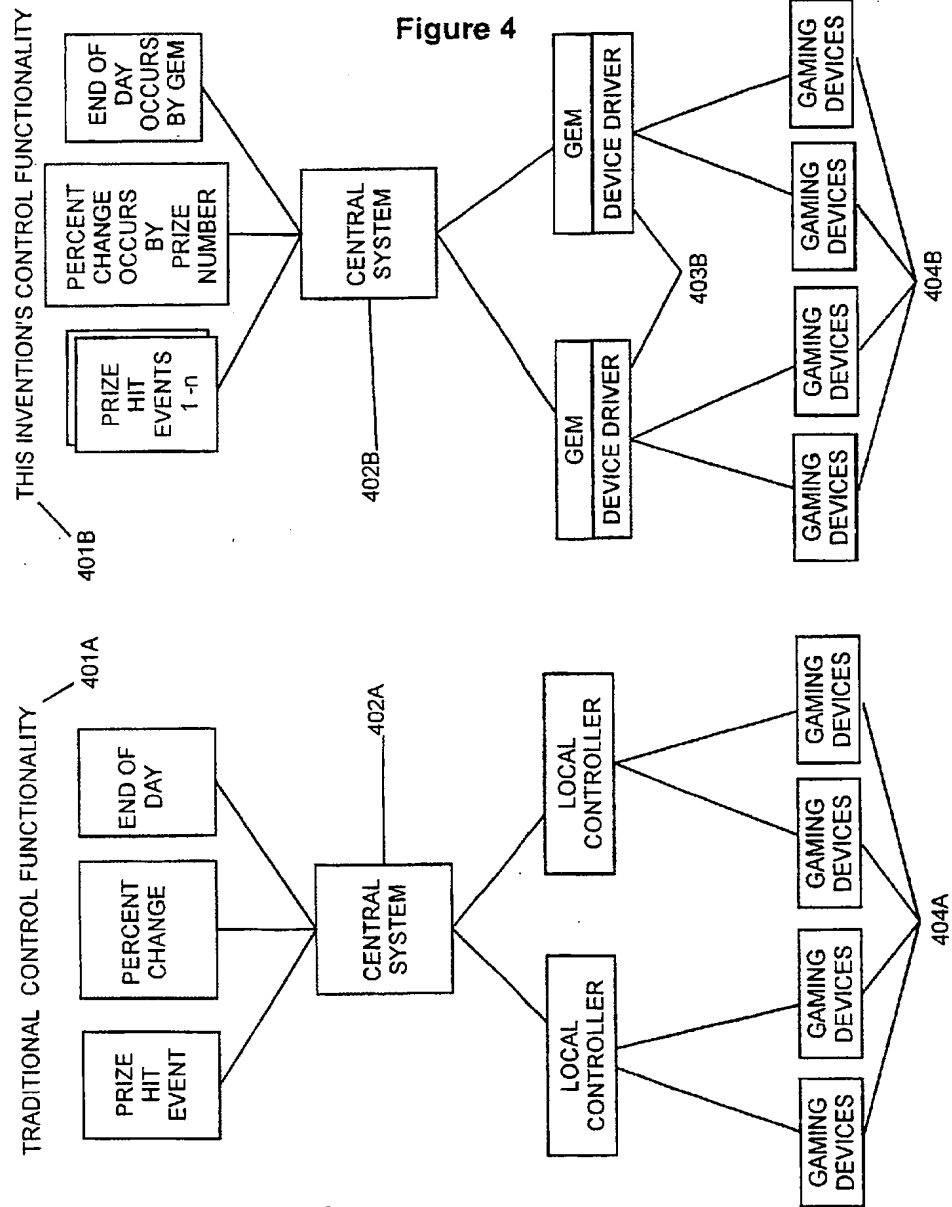 Figure 4
TRADITIONAL CONTROL FUNCTIONALITY
401A
PRIZE
HIT
EVENT
PERCENT
CHANGE
END OF
DAY
CENTRAL
SYSTEM
402A
LOCAL
CONTROLLER
LOCAL
CONTROLLER
GAMING
DEVICES
GAMING
DEVICES
GAMING
DEVICES
GAMING
DEVICES
404A
THIS INVENTION'S CONTROL FUNCTIONALITY
401B
PRIZE
HIT
EVENTS
1 -n
PERCENT
CHANGE
OCCURS
BY
PRIZE
NUMBER
END OF
DAY
OCCURS
BY GEM
CENTRAL
SYSTEM
402B
GEM
DEVICE DRIVER
GEM
DEVICE DRIVER
403B
GAMING
DEVICES
GAMING
DEVICES
GAMING
DEVICES
GAMING
DEVICES
404B